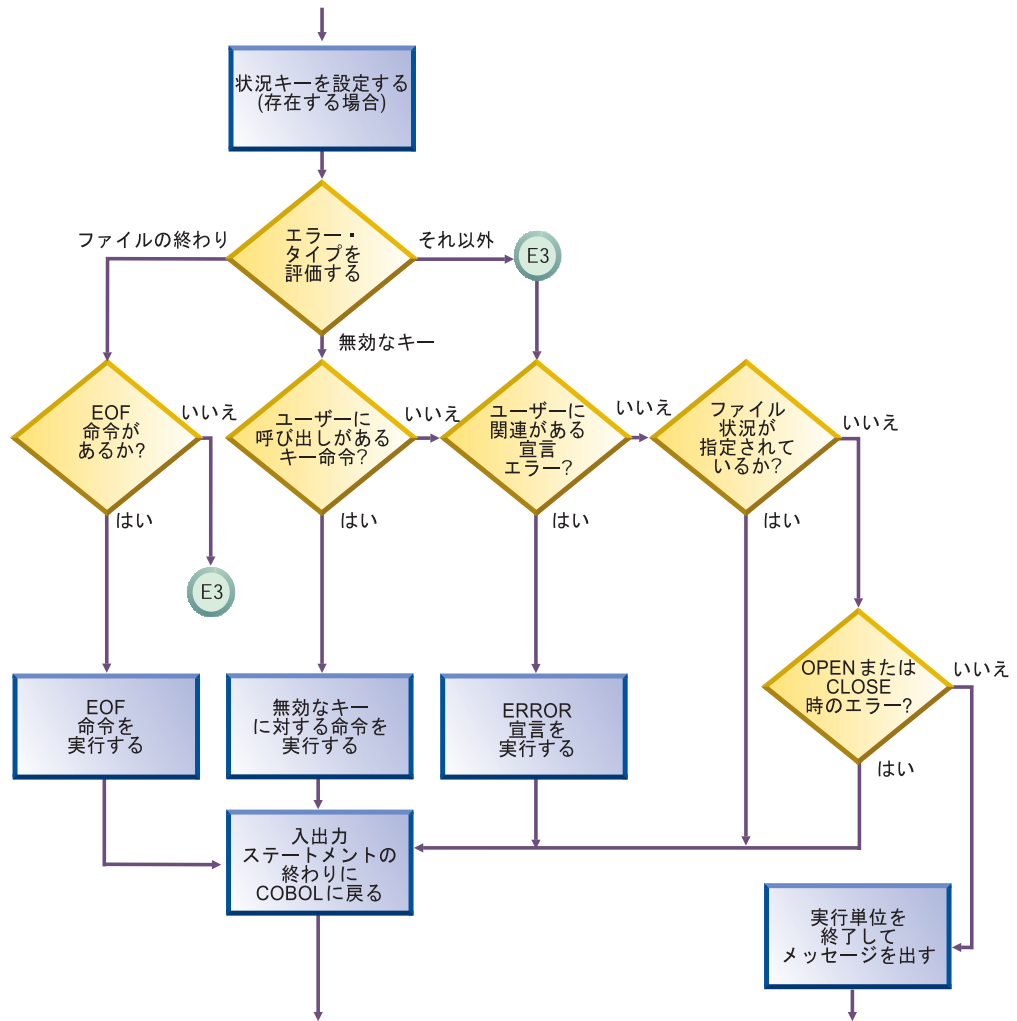 状況キーを設定する
(存在する場合)
ファイルの終わり
エラー・
タイプを
評価する
それ以外
E3
無効なキー
EOF
命令が
あるか?
いいえ
ユーザーに
呼び出しがある
キー命令?
いいえ
ユーザーに
関連がある
宣言
エラー?
いいえ
ファイル
状況が
指定されて
いるか?
いいえ
はい
はい
はい
はい
E3
OPEN または
CLOSE
時のエラー?
いいえ
はい
EOF
命令を
実行する
無効なキー
に対する命令を
実行する
ERROR
宣言を
実行する
入出力
ステートメントの
終わりに
COBOLに戻る
実行単位を
終了して
メッセージを出す